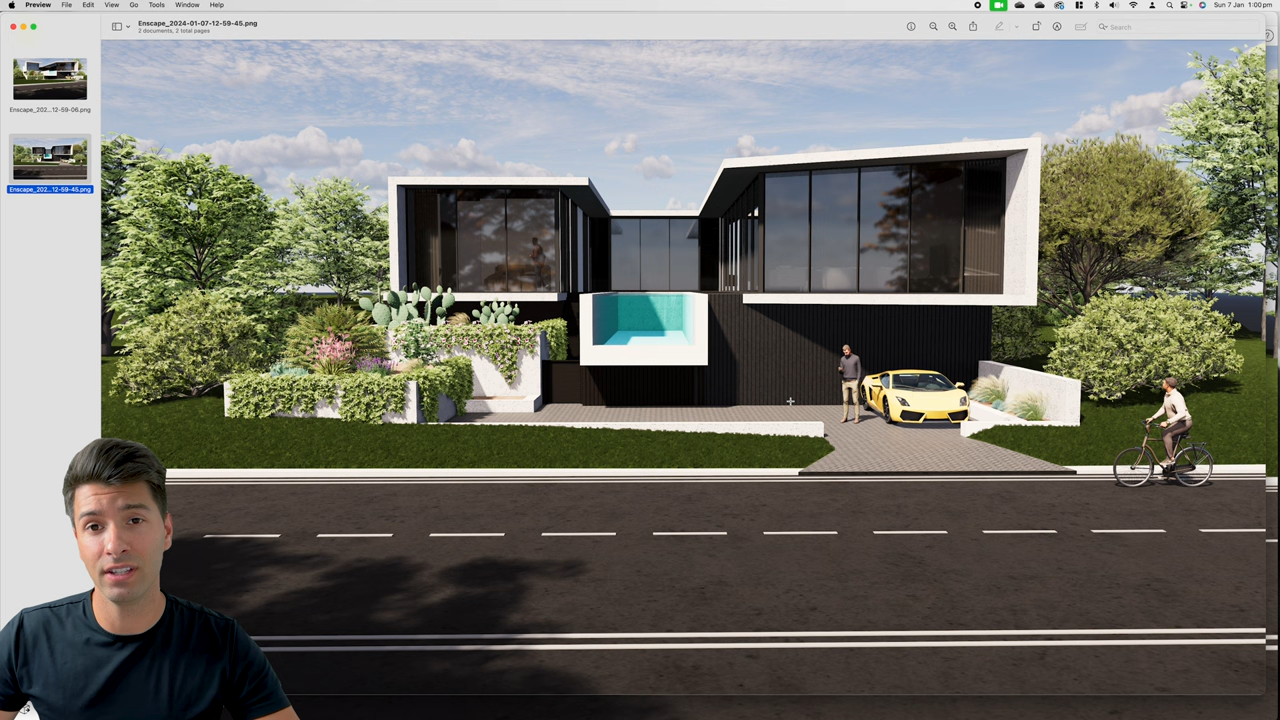 Preview File Edit View Go Tools Window Help
Sun 7 Jan 1:00 pm
Enscape_2024-01-07-12-59-45.png
2 documents, 2 total pages
Search
Enscape_202...12-59-06.png
Enscape_202...12-59-45.png